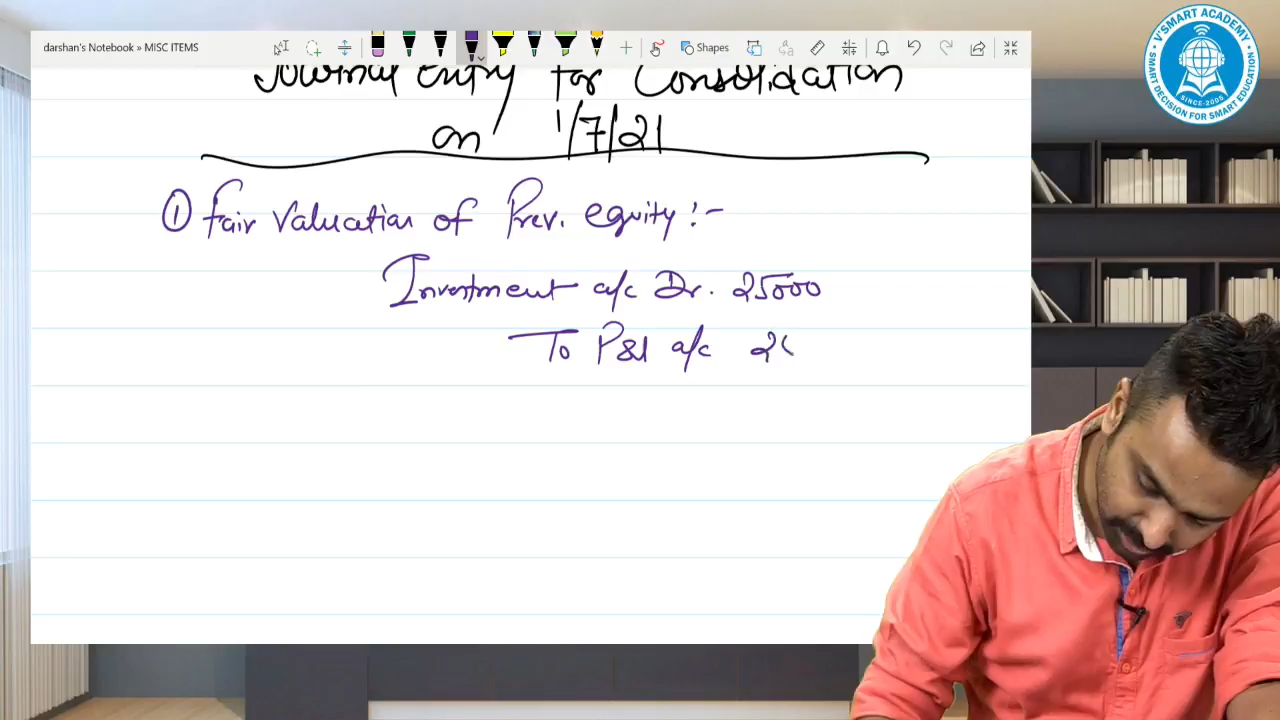 darshan's Notebook » MISC ITEMS
Shapes
V'SMART ACADEMY
SINCE-2005
SMART DECISION FOR SMART EDUCATION
Journal Entry for Consolidation
on 1/7/21
① Fair Valuation of Prev. equity :-
Investment a/c Dr. 25000
To P&l a/c 2